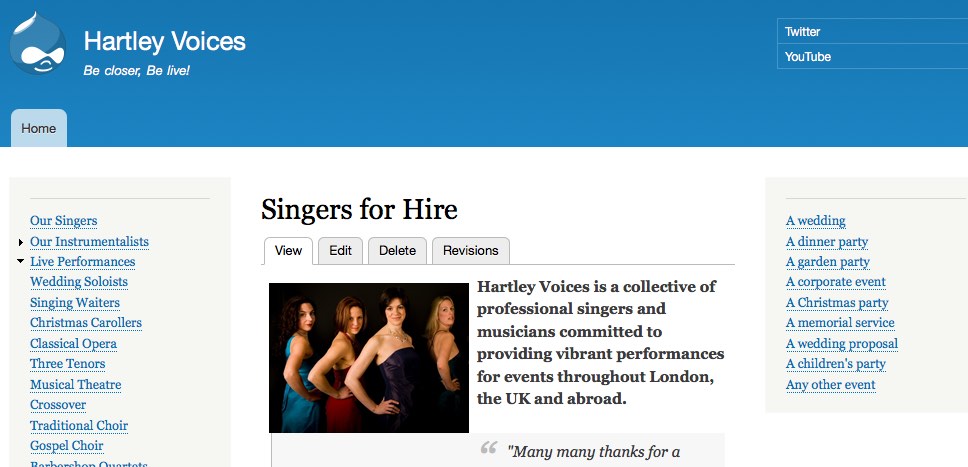 Hartley Voices
Be closer, Be live!
Twitter
YouTube
Home
Our Singers
Our Instrumentalists
Live Performances
Wedding Soloists
Singing Waiters
Christmas Carollers
Classical Opera
Three Tenors
Musical Theatre
Crossover
Traditional Choir
Gospel Choir
Barbershop Quartets
Singers for Hire
View Edit Delete Revisions
Hartley Voices is a collective of
professional singers and
musicians committed to
providing vibrant performances
for events throughout London,
the UK and abroad.
“ "Many many thanks for a
A wedding
A dinner party
A garden party
A corporate event
A Christmas party
A memorial service
A wedding proposal
A children's party
Any other event